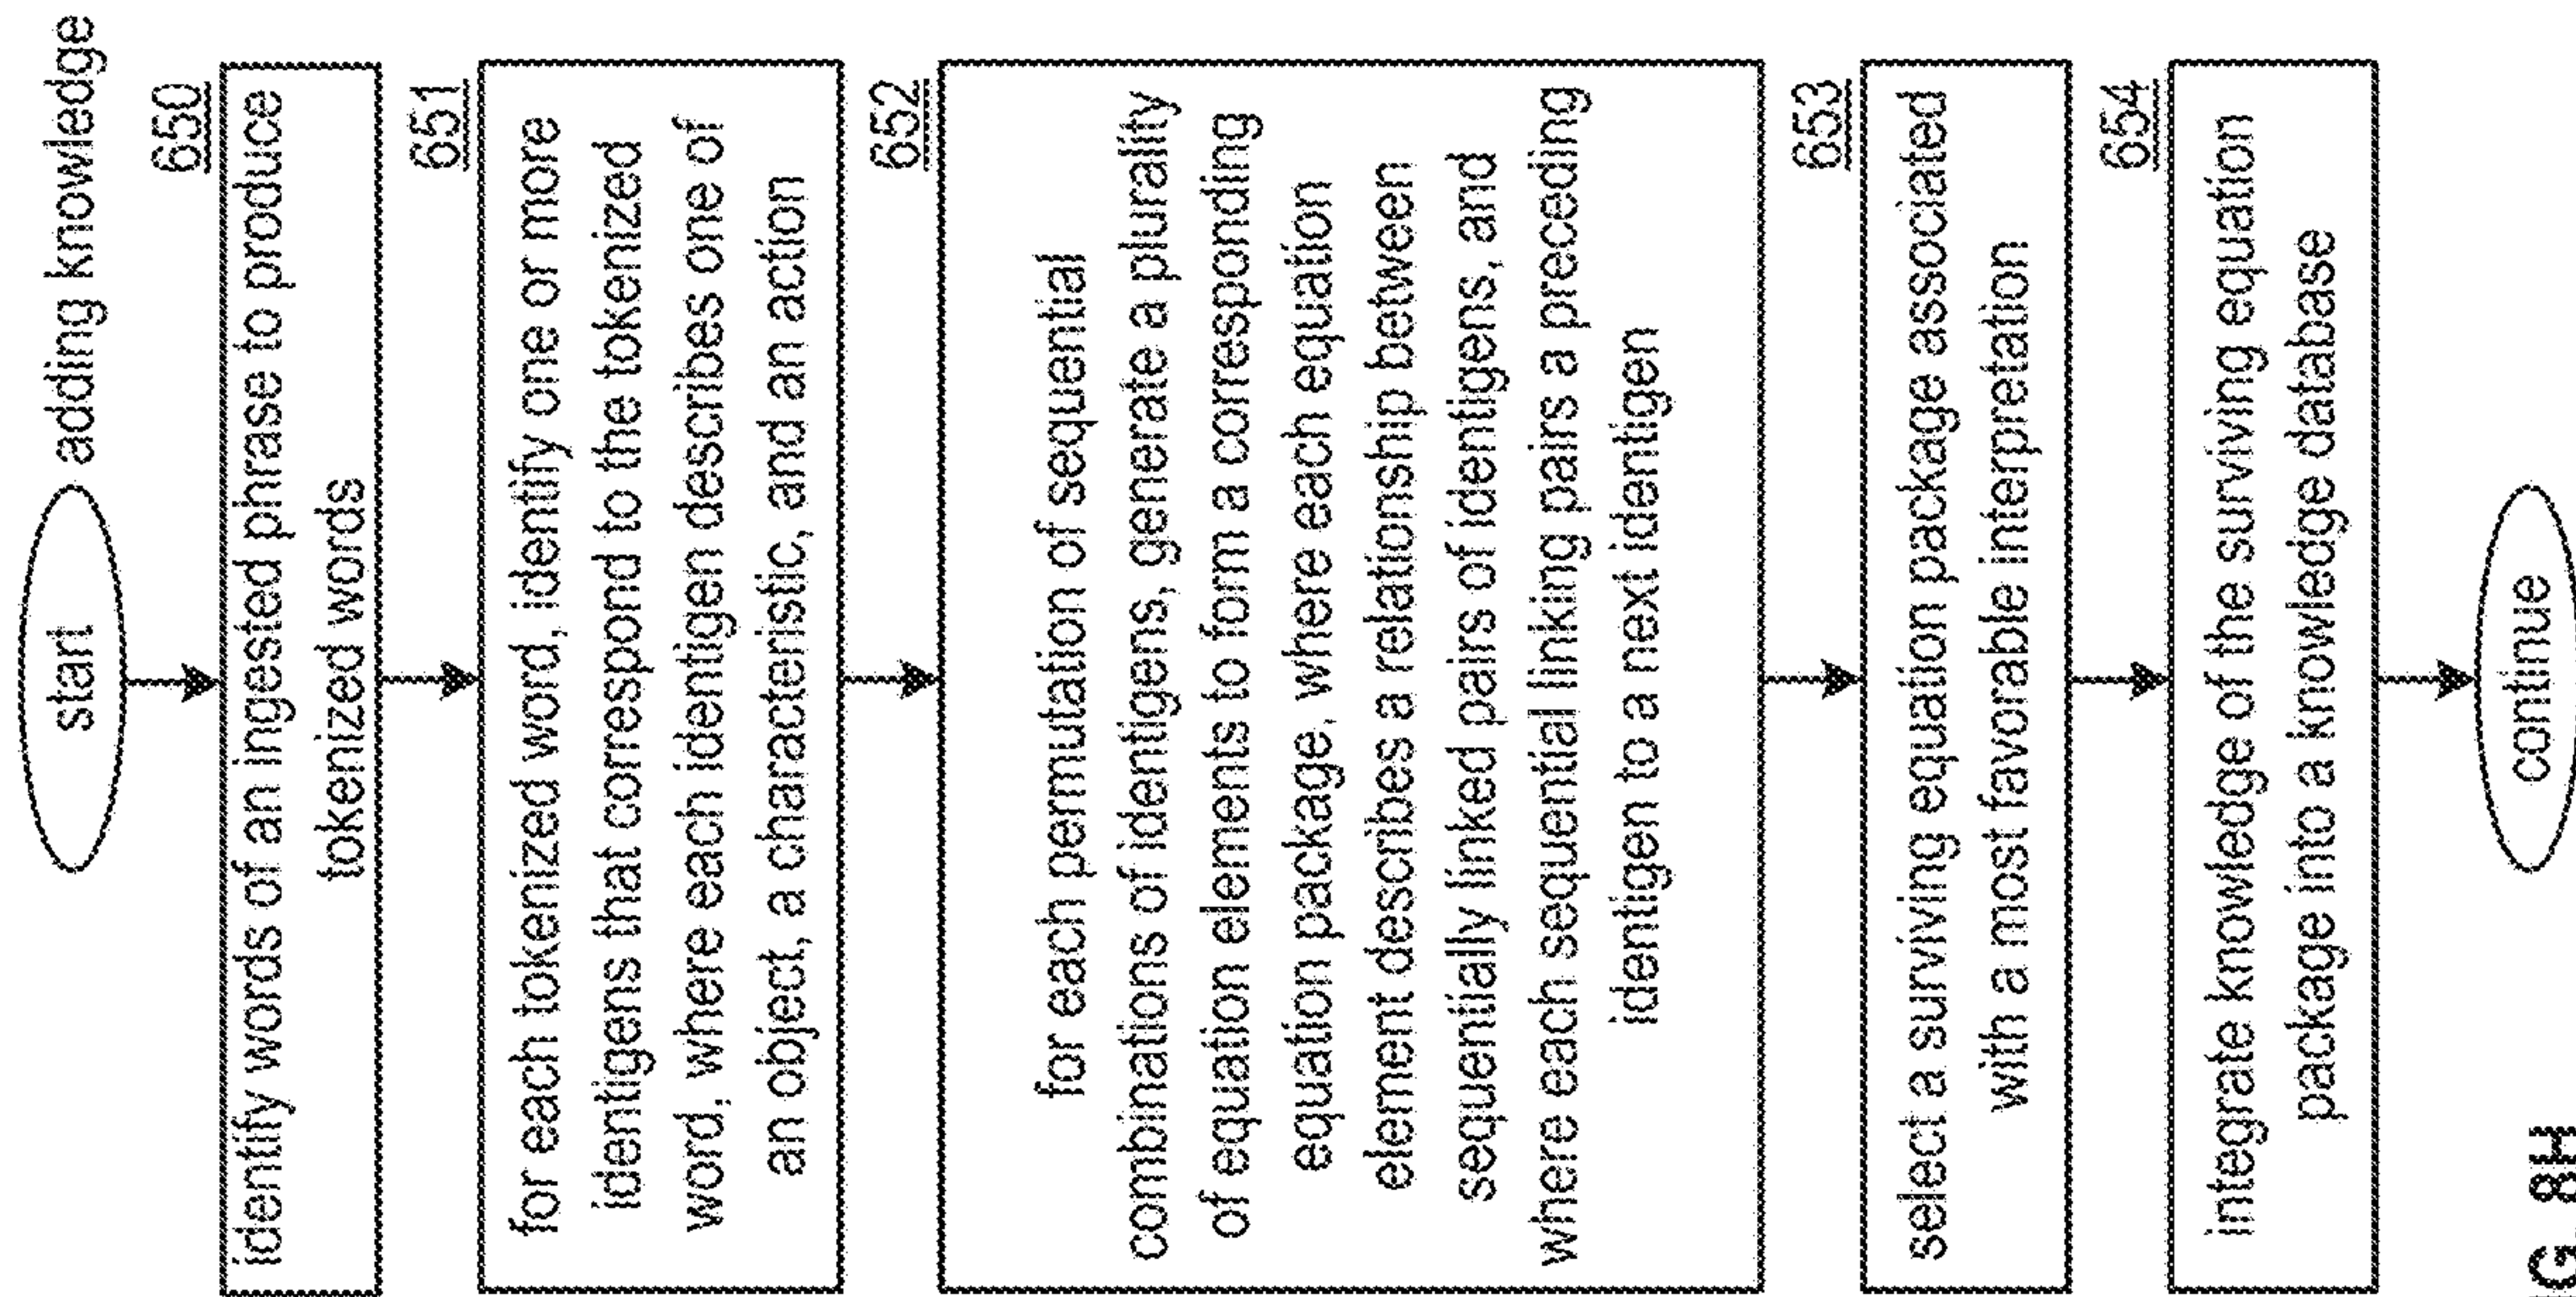 start
adding knowledge
650
identify words of an ingested phrase to produce
tokenized words
651
for each tokenized word, identify one or more
identigens that correspond to the tokenized
word, where each identigen describes one of
an object, a characteristic, and an action
652
for each permutation of sequential
combinations of identigens, generate a plurality
of equation elements to form a corresponding
equation package, where each equation
element describes a relationship between
sequentially linked pairs of identigens, and
where each sequential linking pairs a preceding
identigen to a next identigen
653
select a surviving equation package associated
with a most favorable interpretation
654
integrate knowledge of the surviving equation
package into a knowledge database
continue
8H